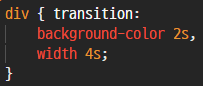 div { transition:
    background-color 2s,
    width 4s;
}